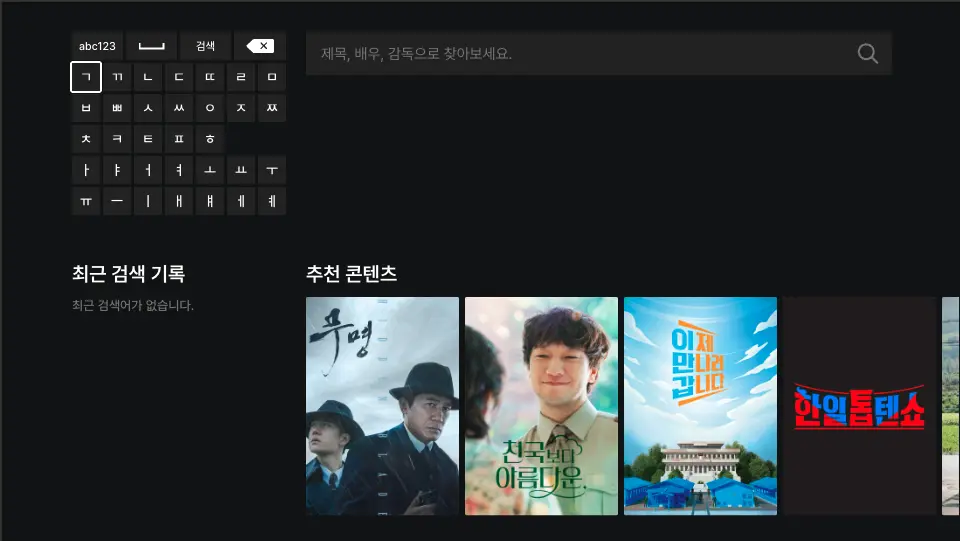 abc123 검색
제목, 배우, 감독으로 찾아보세요.
ㄱ ㄲ ㄴ ㄷ ㄸ ㄹ ㅁ
ㅂ ㅃ ㅅ ㅆ ㅇ ㅈ ㅉ
ㅊ ㅋ ㅌ ㅍ ㅎ
ㅏ ㅑ ㅓ ㅕ ㅗ ㅛ ㅜ
ㅠ ㅡ ㅣ ㅐ ㅒ ㅔ ㅖ
최근 검색 기록
최근 검색어가 없습니다.
추천 콘텐츠
무명
천국보다
아름다운.
이제
만나러
갑니다
한일톱텐쇼